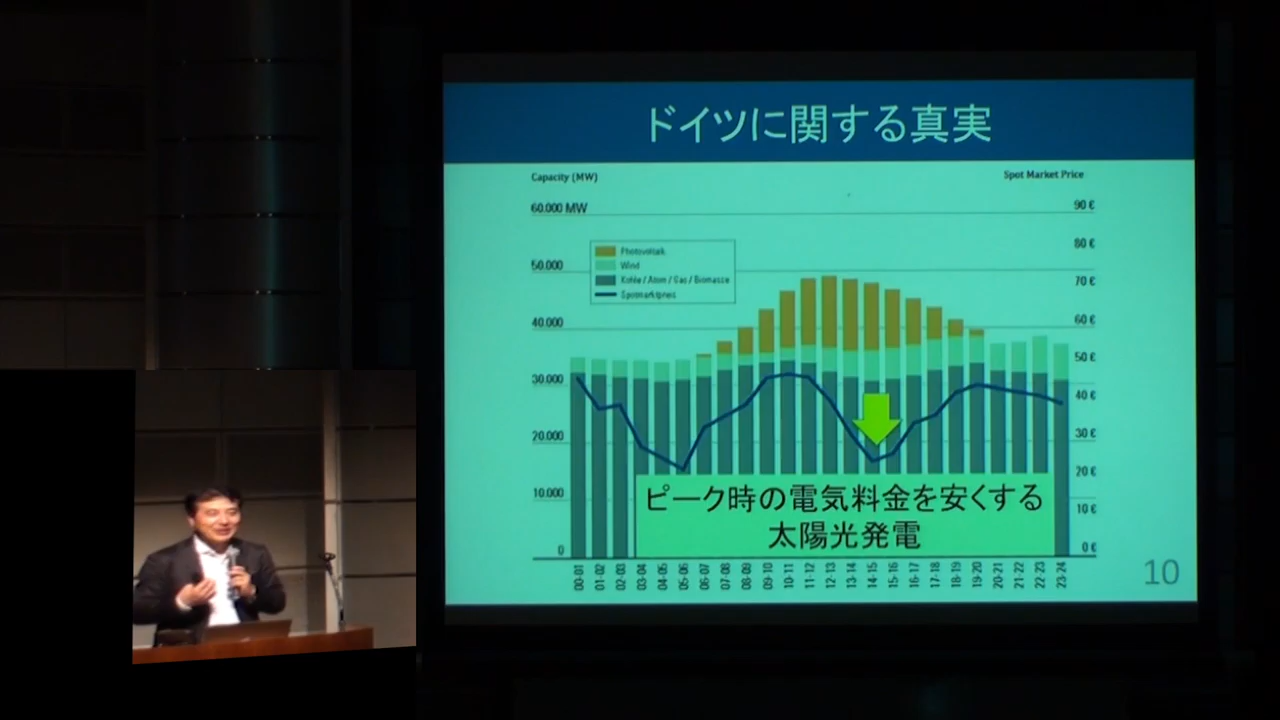 ドイツに関する真実
Capacity (MW)
Spot Market Price
60.000 MW
50.000
40.000
30.000
20.000
10.000
0
90 €
80 €
70 €
60 €
50 €
40 €
30 €
20 €
10 €
0 €
Photovoltaik
Wind
Kohle / Atom / Gas / Biomasse
Spotmarktpreis
ピーク時の電気料金を安くする
太陽光発電
00-01 01-02 02-03 03-04 04-05 05-06 06-07 07-08 08-09 09-10 10-11 11-12 12-13 13-14 14-15 15-16 16-17 17-18 18-19 19-20 20-21 21-22 22-23 23-24
10